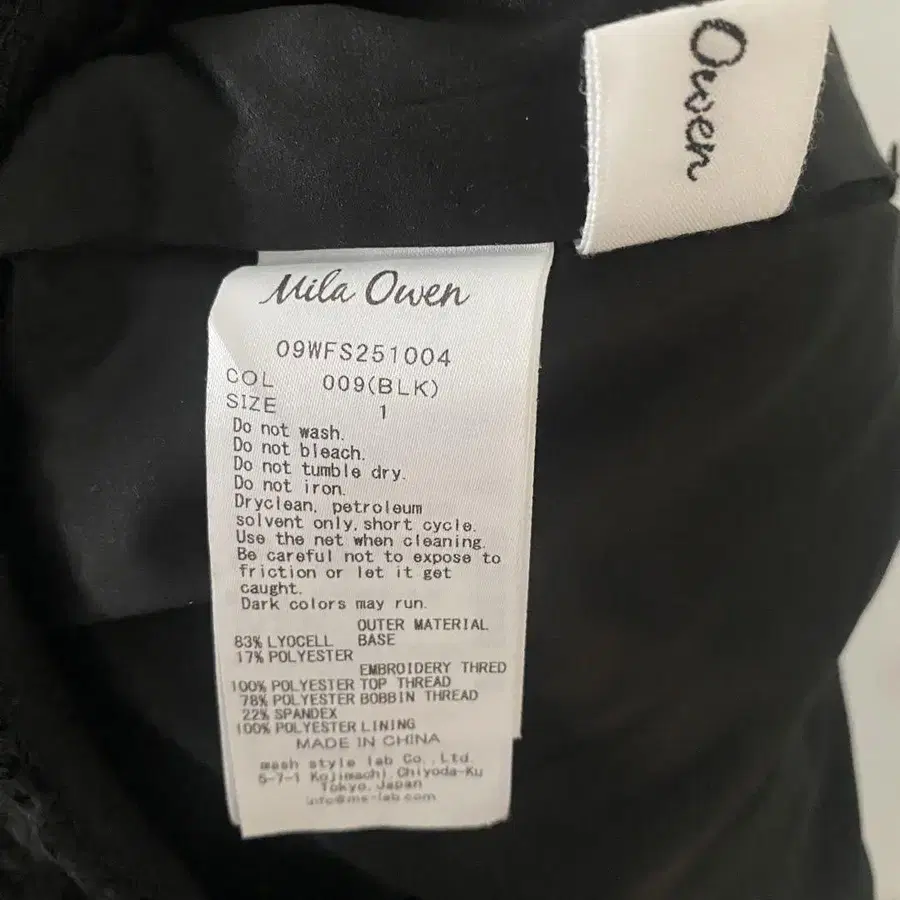 Owen
Mila Owen
09WFS251004
COL 009(BLK)
SIZE 1
Do not wash.
Do not bleach.
Do not tumble dry.
Do not iron.
Dryclean, petroleum
solvent only, short cycle.
Use the net when cleaning.
Be careful not to expose to
friction or let it get
caught.
Dark colors may run.
OUTER MATERIAL
83% LYOCELL BASE
17% POLYESTER
EMBROIDERY THRED
100% POLYESTER TOP THREAD
78% POLYESTER BOBBIN THREAD
22% SPANDEX
100% POLYESTER LINING
MADE IN CHINA
mash style lab Co., Ltd.
5-7-1 Kojimachi, Chiyoda-Ku
Tokyo, Japan
info@ms-lab.com